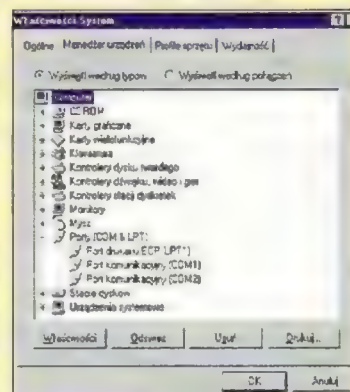 Właściwości: System
Ogólne Menedżer urządzeń Profile sprzętu Wydajność
Wyświetl według typów Wyświetl według połączeń
Komputer
CD ROM
Karty graficzne
Karty wielofunkcyjne
Klawiatura
Kontrolery dysku twardego
Kontrolery dźwięku, wideo i gier
Kontrolery stacji dyskietek
Monitory
Mysz
Porty (COM & LPT)
Port drukarki ECP (LPT1)
Port komunikacyjny (COM1)
Port komunikacyjny (COM2)
Stacje dysków
Urządzenia systemowe
Właściwości Odśwież Usuń Drukuj...
OK Anuluj